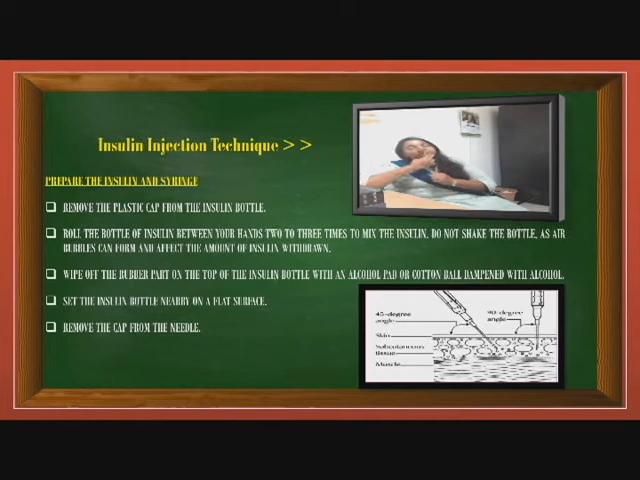 Insulin Injection Technique > >
PREPARE THE INSULIN AND SYRINGE
REMOVE THE PLASTIC CAP FROM THE INSULIN BOTTLE.
ROLL THE BOTTLE OF INSULIN BETWEEN YOUR HANDS TWO TO THREE TIMES TO MIX THE INSULIN. DO NOT SHAKE THE BOTTLE, AS AIR
BUBBLES CAN FORM AND AFFECT THE AMOUNT OF INSULIN WITHDRAWN.
WIPE OFF THE RUBBER PART ON THE TOP OF THE INSULIN BOTTLE WITH AN ALCOHOL PAD OR COTTON BALL DAMPENED WITH ALCOHOL.
SET THE INSULIN BOTTLE NEARBY ON A FLAT SURFACE.
REMOVE THE CAP FROM THE NEEDLE.
45-degree
angle
90-degree
angle
Skin
Subcutaneous
tissue
Muscle